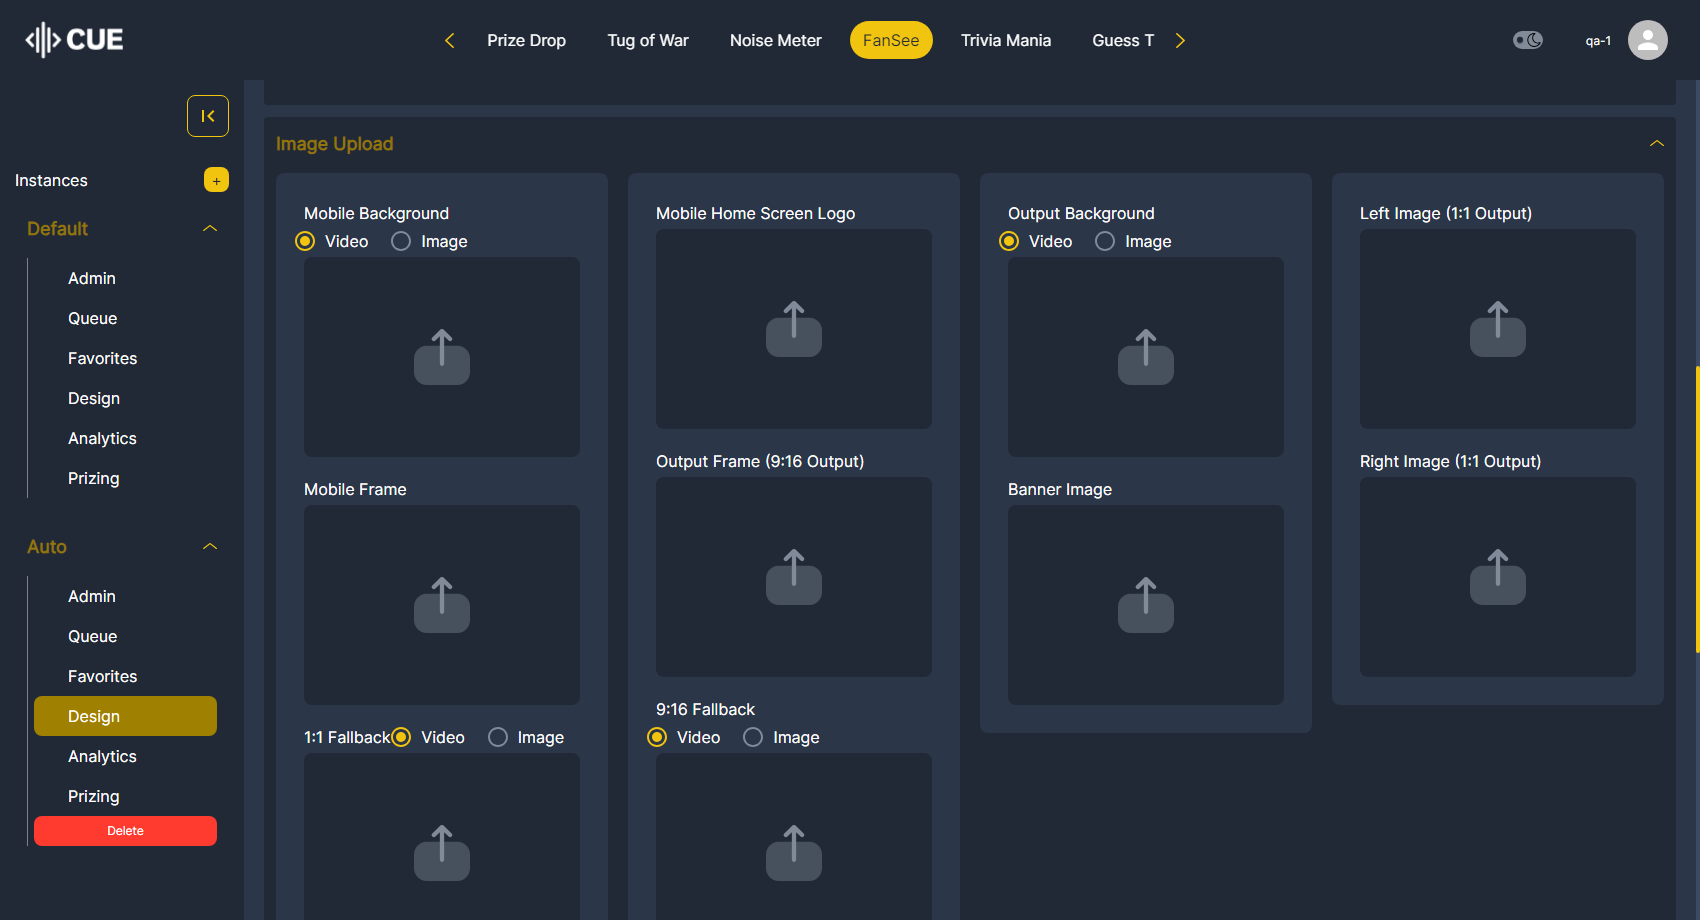 CUE
Prize Drop
Tug of War
Noise Meter
FanSee
Trivia Mania
Guess T
qa-1
Instances
+
Default
Admin
Queue
Favorites
Design
Analytics
Prizing
Auto
Admin
Queue
Favorites
Design
Analytics
Prizing
Delete
Image Upload
Mobile Background
Video
Image
Mobile Frame
1:1 Fallback
Video
Image
Mobile Home Screen Logo
Output Frame (9:16 Output)
9:16 Fallback
Video
Image
Output Background
Video
Image
Banner Image
Left Image (1:1 Output)
Right Image (1:1 Output)